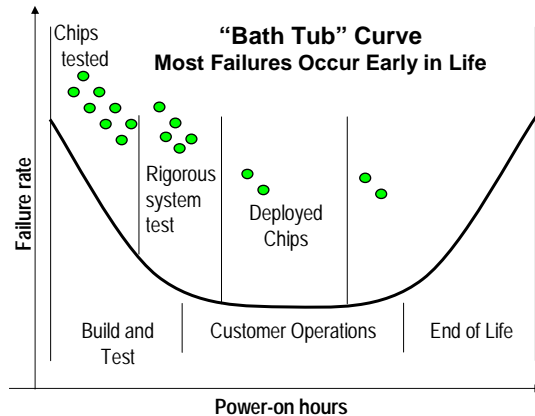 “Bath Tub” Curve
Most Failures Occur Early in Life
Chips
tested
Rigorous
system
test
Deployed
Chips
Failure rate
Build and
Test
Customer Operations
End of Life
Power-on hours